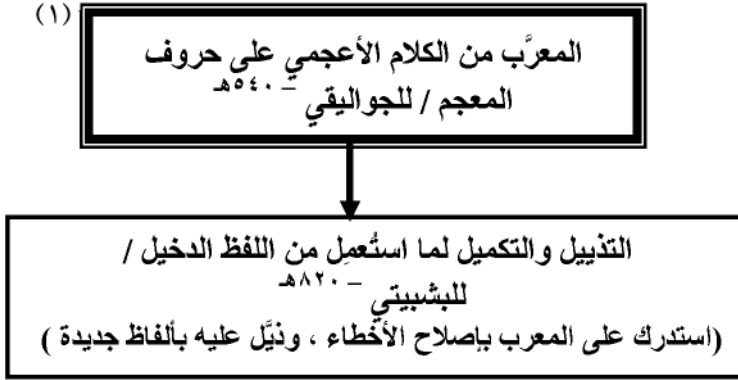 (١)
المعرَّب من الكلام الأعجمي على حروف
المعجم / للجواليقي – ٥٤٠هـ
التذييل والتكميل لما استُعمِل من اللفظ الدخيل /
للبشبيتي – ٨٢٠هـ
(استدرك على المعرب بإصلاح الأخطاء ، وذيَّل عليه بألفاظ جديدة )